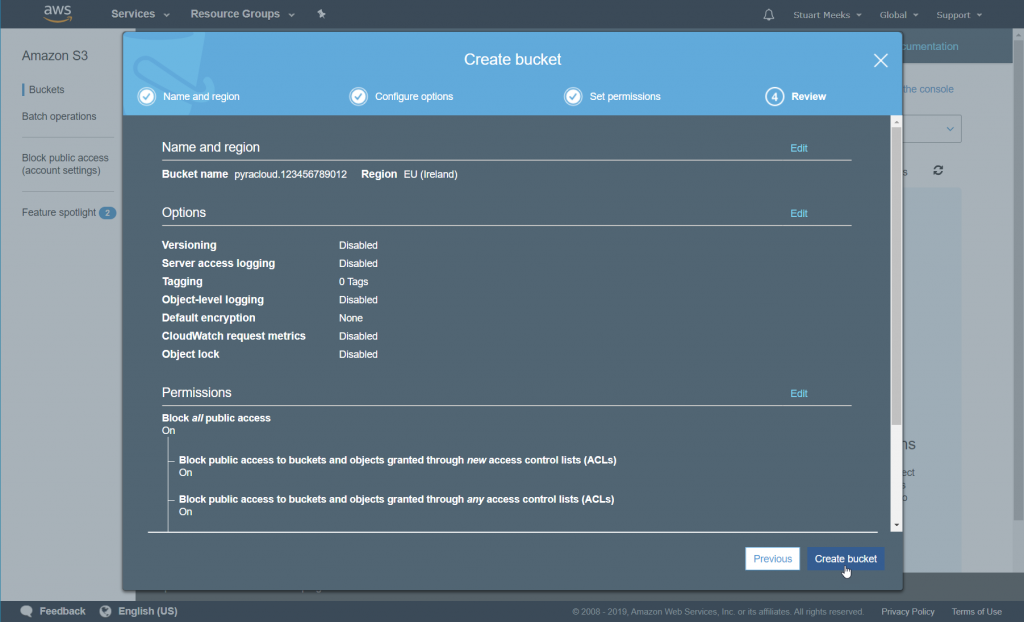 aws Services Resource Groups Stuart Meeks Global Support
Amazon S3
Buckets
Batch operations
Block public access
(account settings)
Feature spotlight 2
the console
Create bucket
Name and region Configure options Set permissions 4 Review
Name and region Edit
Bucket name pyracloud.123456789012 Region EU (Ireland)
Options Edit
Versioning Disabled
Server access logging Disabled
Tagging 0 Tags
Object-level logging Disabled
Default encryption None
CloudWatch request metrics Disabled
Object lock Disabled
Permissions Edit
Block all public access
On
Block public access to buckets and objects granted through new access control lists (ACLs)
On
Block public access to buckets and objects granted through any access control lists (ACLs)
On
Previous Create bucket
Feedback English (US) © 2008 - 2019, Amazon Web Services, Inc. or its affiliates. All rights reserved. Privacy Policy Terms of Use